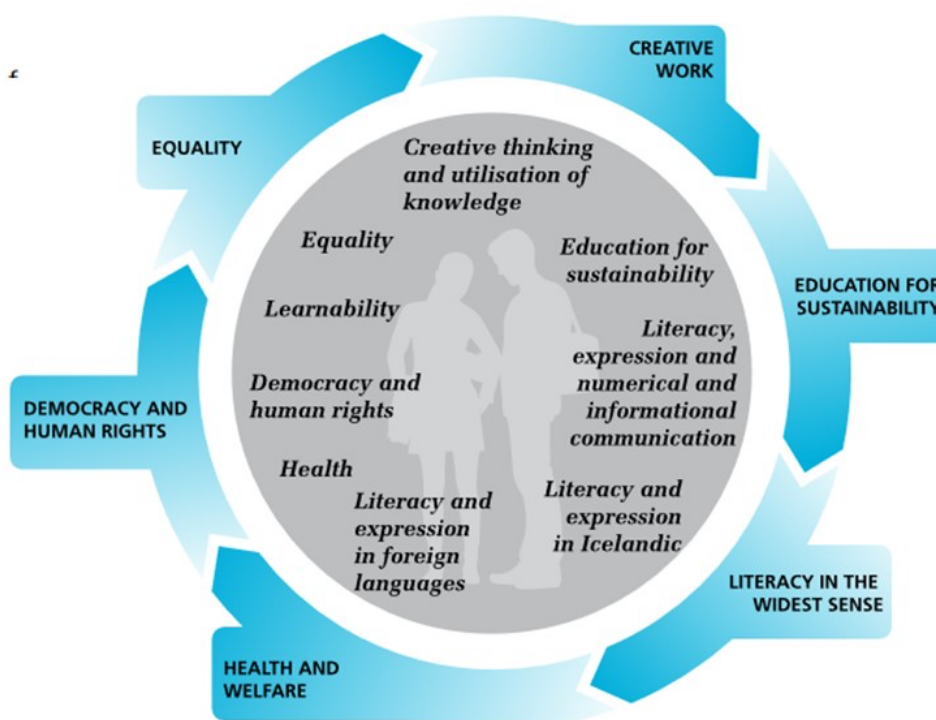 CREATIVE
WORK
EQUALITY
EDUCATION FOR
SUSTAINABILITY
DEMOCRACY AND
HUMAN RIGHTS
LITERACY IN THE
WIDEST SENSE
HEALTH AND
WELFARE
Creative thinking
and utilisation of
knowledge
Equality
Education for
sustainability
Learnability
Literacy,
expression and
numerical and
informational
communication
Democracy and
human rights
Health
Literacy and
expression
in foreign
languages
Literacy and
expression
in Icelandic